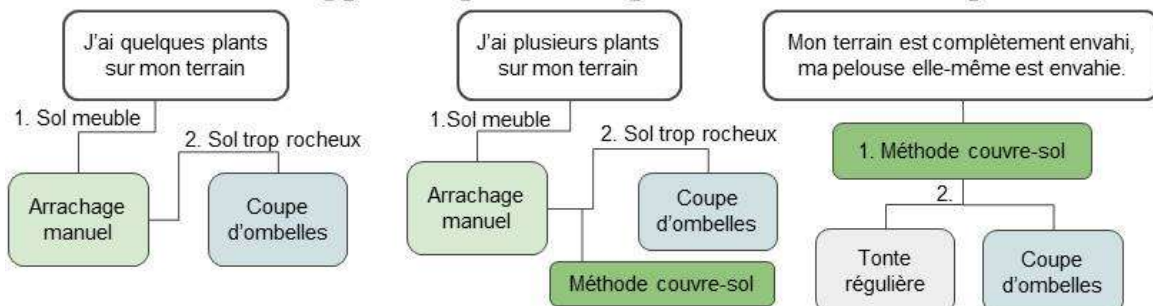 J'ai quelques plants
sur mon terrain
1. Sol meuble
2. Sol trop rocheux
Arrachage
manuel
Coupe
d'ombelles
J'ai plusieurs plants
sur mon terrain
1.Sol meuble
2. Sol trop rocheux
Arrachage
manuel
Coupe
d'ombelles
Méthode couvre-sol
Mon terrain est complètement envahi,
ma pelouse elle-même est envahie.
1. Méthode couvre-sol
2.
Tonte
régulière
Coupe
d'ombelles